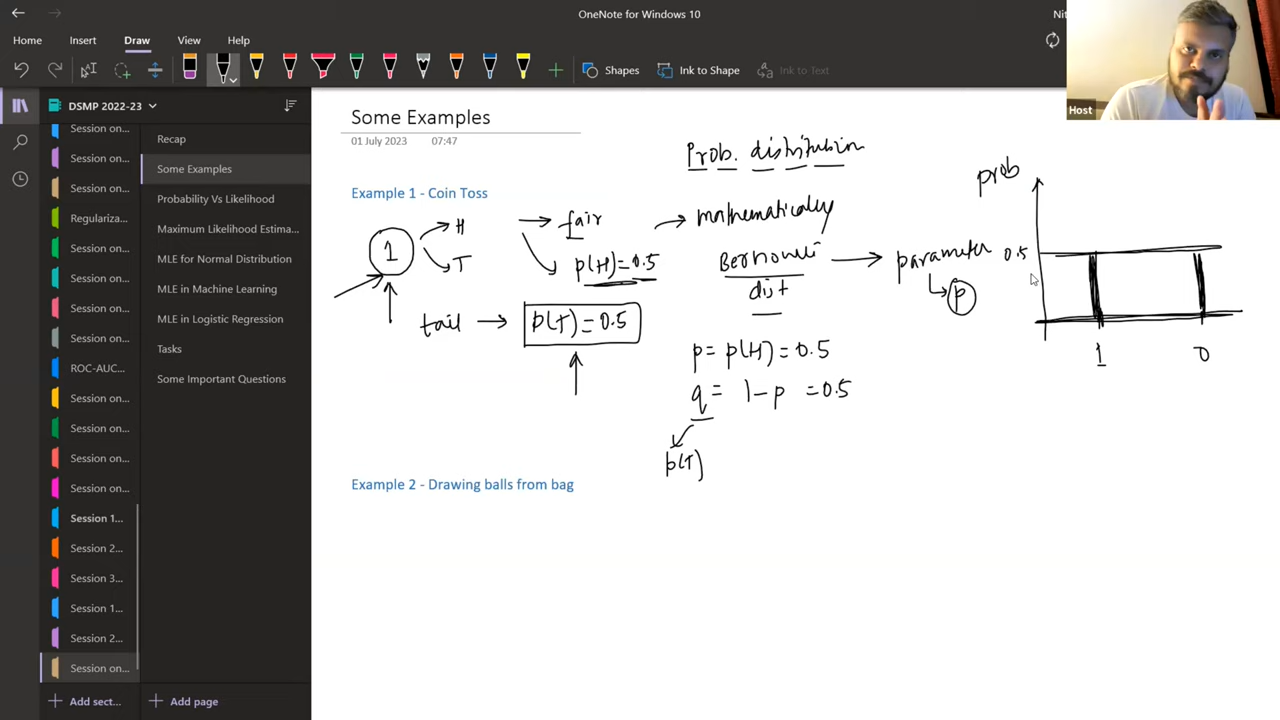 OneNote for Windows 10
Nit
Home Insert Draw View Help
Shapes Ink to Shape Ink to Text
Host
DSMP 2022-23
Session on...
Session on...
Session on...
Regulariza...
Session on...
Session on...
Session on...
Session on...
ROC-AUC...
Session on...
Session on...
Session on...
Session on...
Session 1...
Session 2...
Session 3...
Session 1...
Session 2...
Session on...
Add sect...
Recap
Some Examples
Probability Vs Likelihood
Maximum Likelihood Estima...
MLE for Normal Distribution
MLE in Machine Learning
MLE in Logistic Regression
Tasks
Some Important Questions
Add page
Some Examples
01 July 2023 07:47
Example 1 - Coin Toss
1
H
T
fair
p(H)=0.5
tail → p(T)=0.5
Prob. distribution
mathematically
Bernoulli
dist
parameter
p
p = p(H) = 0.5
q = 1-p = 0.5
p(T)
prob
0.5
1 0
Example 2 - Drawing balls from bag